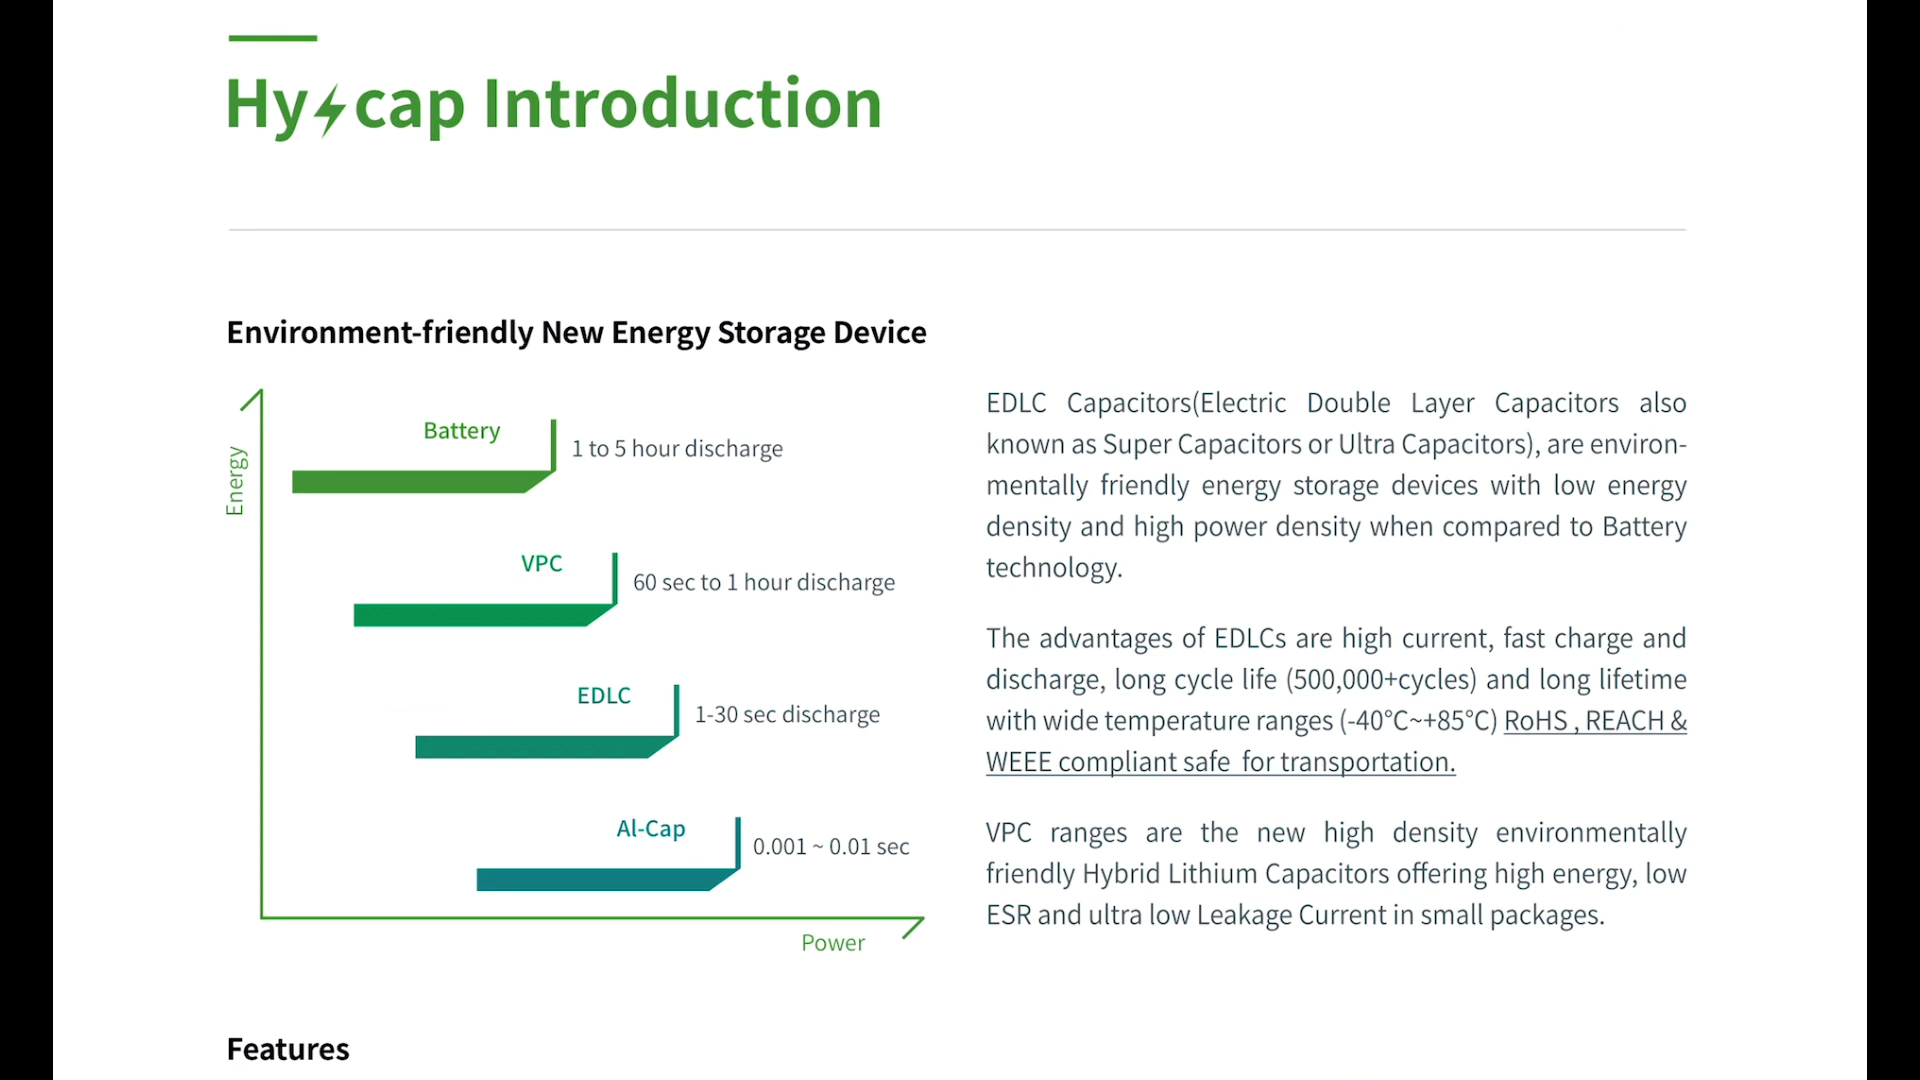 Hy cap Introduction
Environment-friendly New Energy Storage Device
Energy
Battery
1 to 5 hour discharge
VPC
60 sec to 1 hour discharge
EDLC
1-30 sec discharge
Al-Cap
0.001 ~ 0.01 sec
Power
EDLC Capacitors(Electric Double Layer Capacitors also
known as Super Capacitors or Ultra Capacitors), are environ-
mentally friendly energy storage devices with low energy
density and high power density when compared to Battery
technology.
The advantages of EDLCs are high current, fast charge and
discharge, long cycle life (500,000+cycles) and long lifetime
with wide temperature ranges (-40°C~+85°C) RoHS , REACH &
WEEE compliant safe  for transportation.
VPC ranges are the new high density environmentally
friendly Hybrid Lithium Capacitors offering high energy, low
ESR and ultra low Leakage Current in small packages.
Features